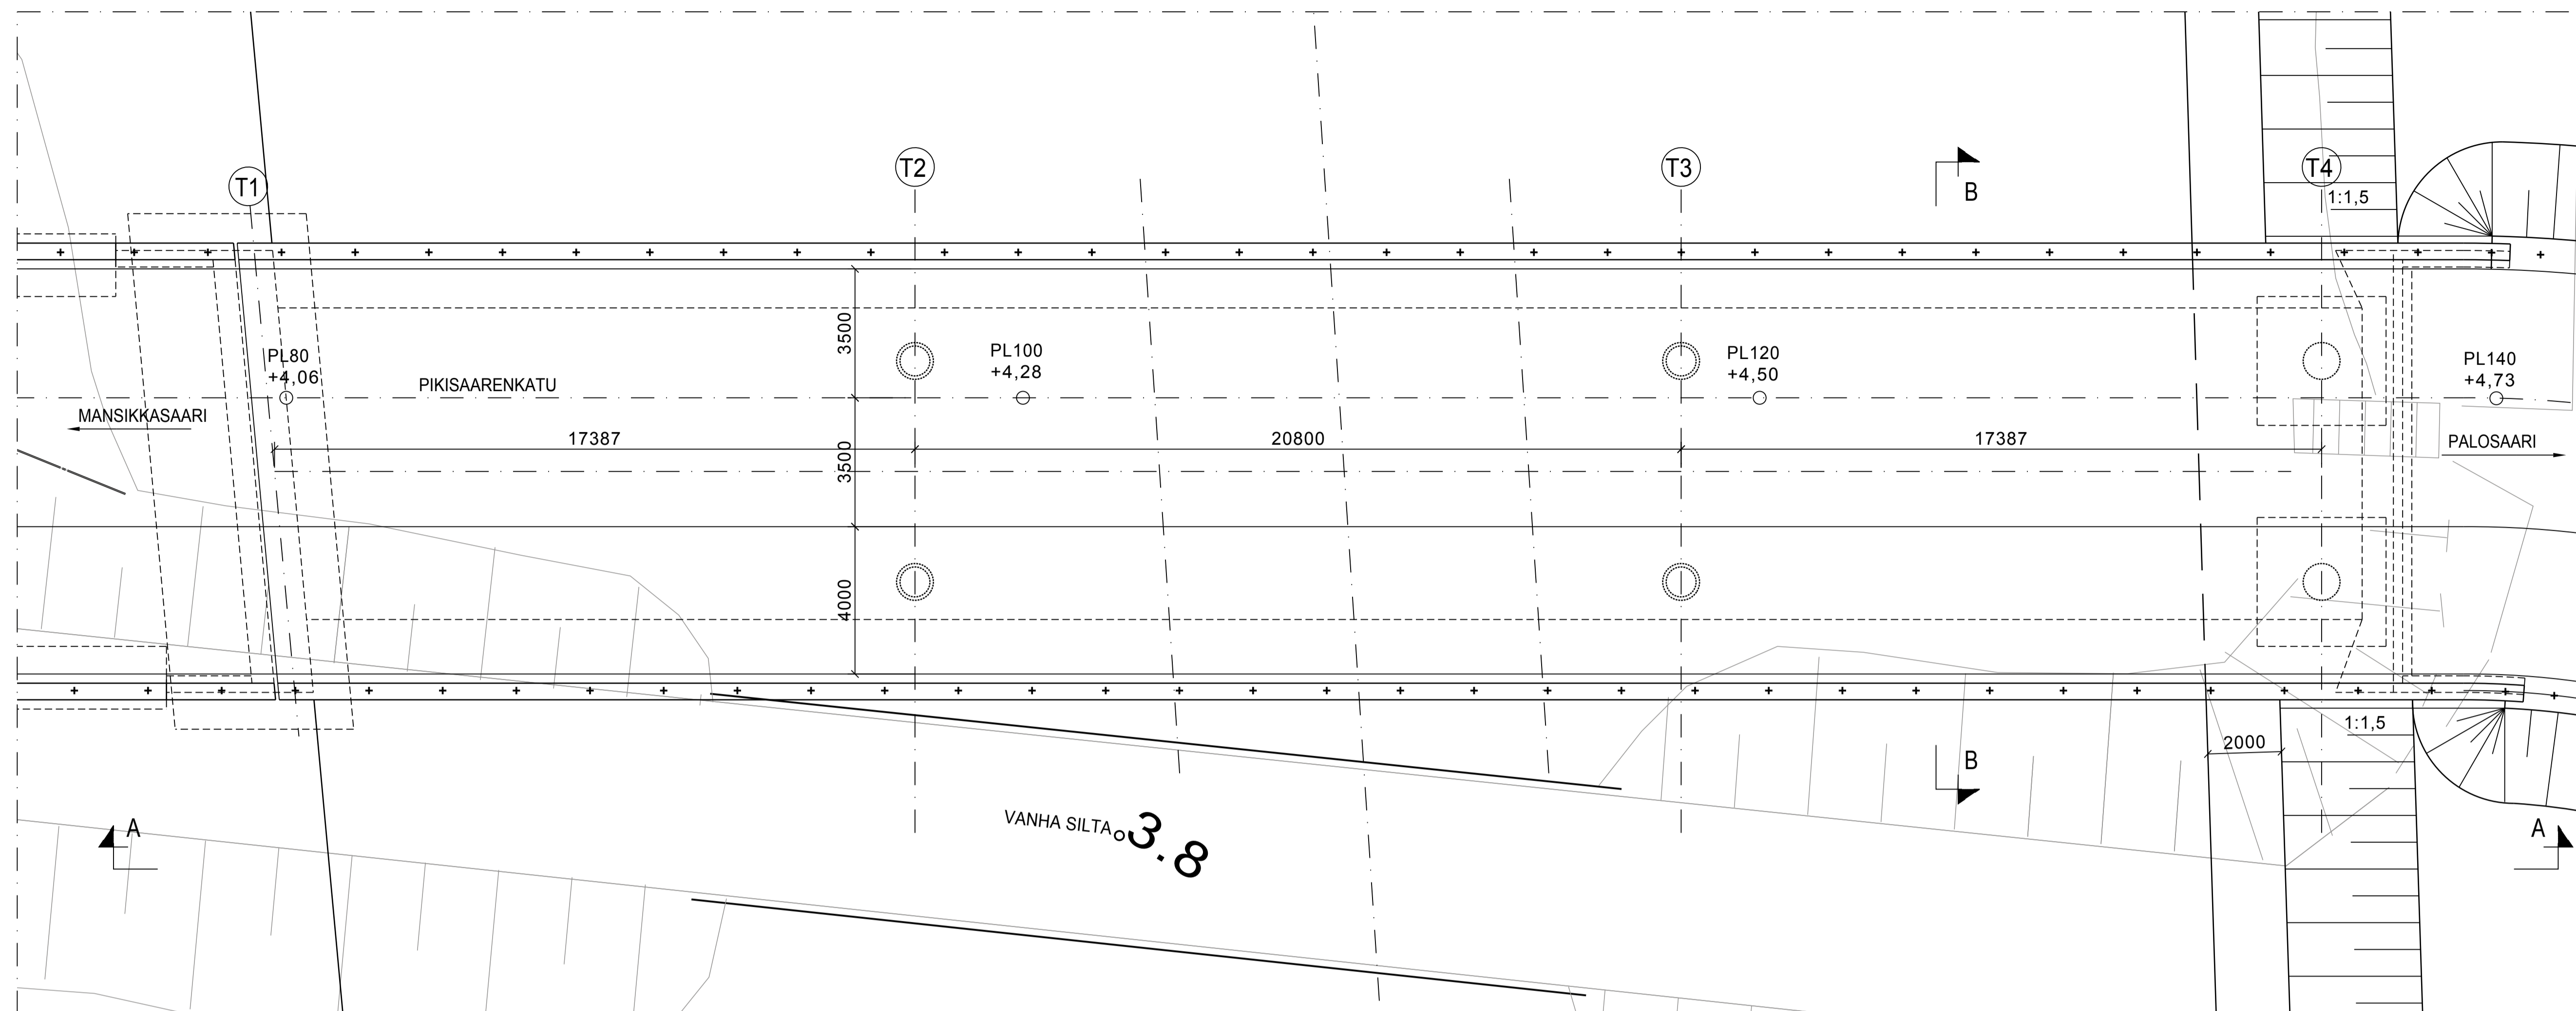 T1
T2
T3
T4
B
1:1,5
3500
PL80
+4,06
PIKISAARENKATU
PL100
+4,28
PL120
+4,50
PL140
+4,73
MANSIKKASAARI
17387
3500
20800
17387
PALOSAARI
4000
1:1,5
2000
B
VANHA SILTA
3.8
A
A